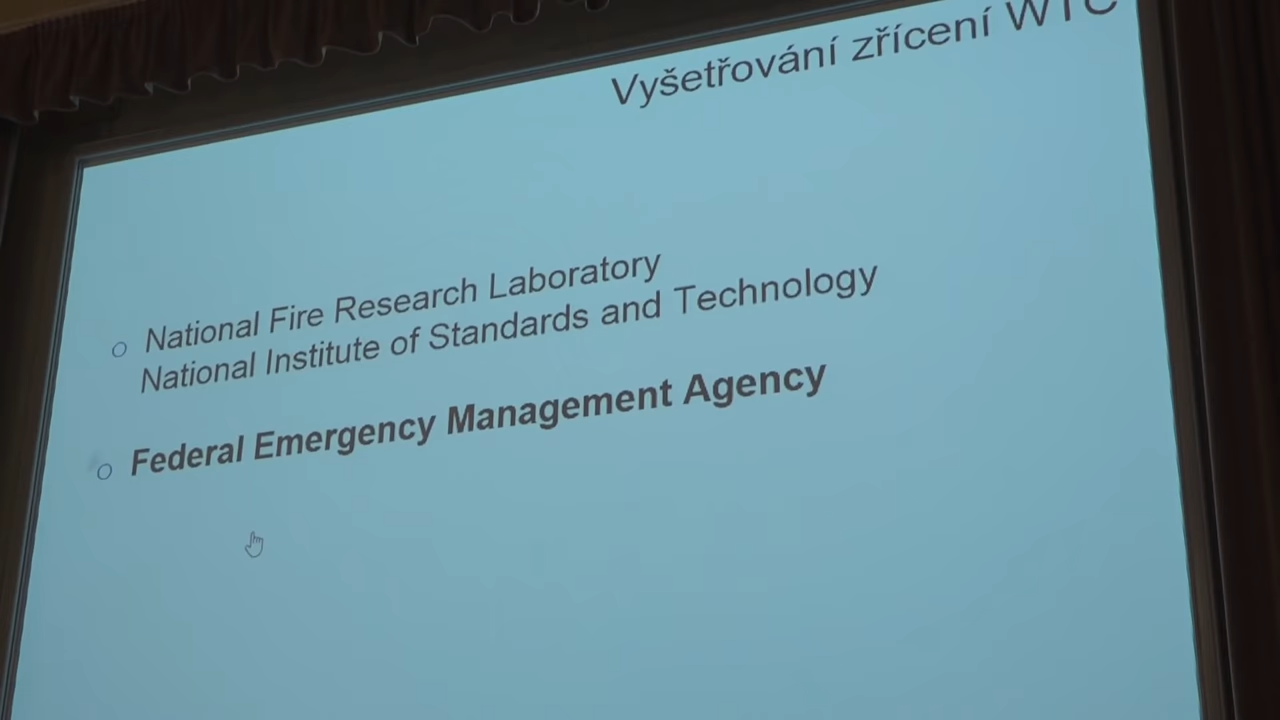 Vyšetřování zřícení WTC
National Fire Research Laboratory
National Institute of Standards and Technology
Federal Emergency Management Agency